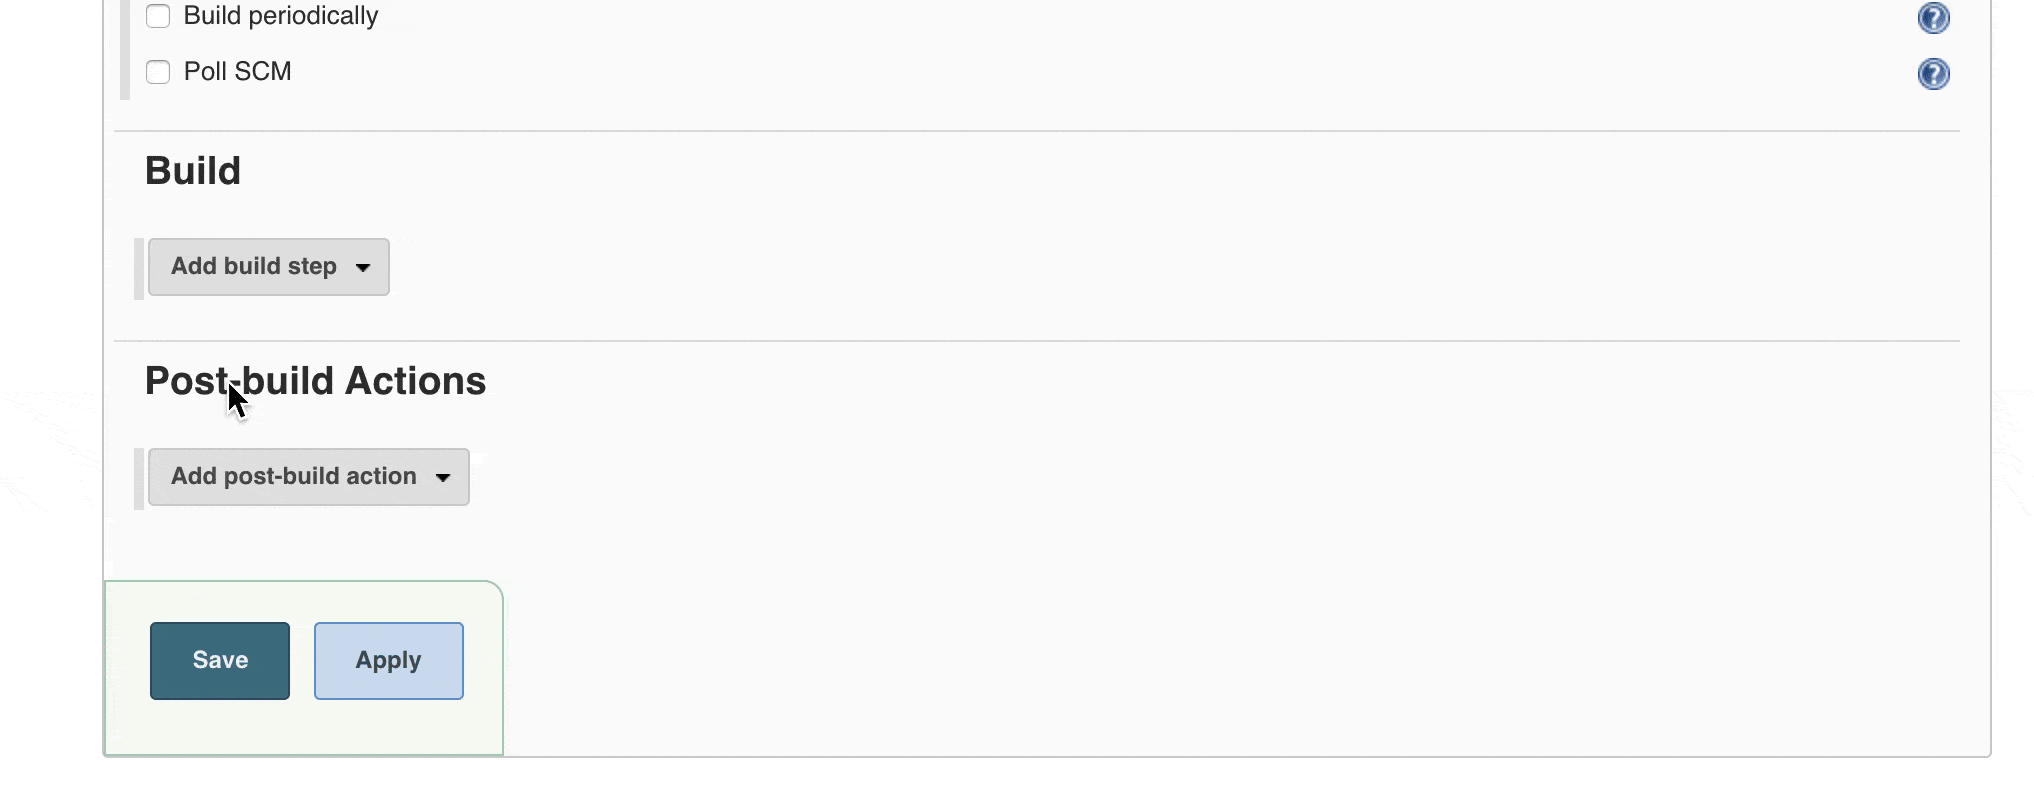 Build periodically
?
Poll SCM
?
Build
Add build step
Post-build Actions
Add post-build action
Save Apply